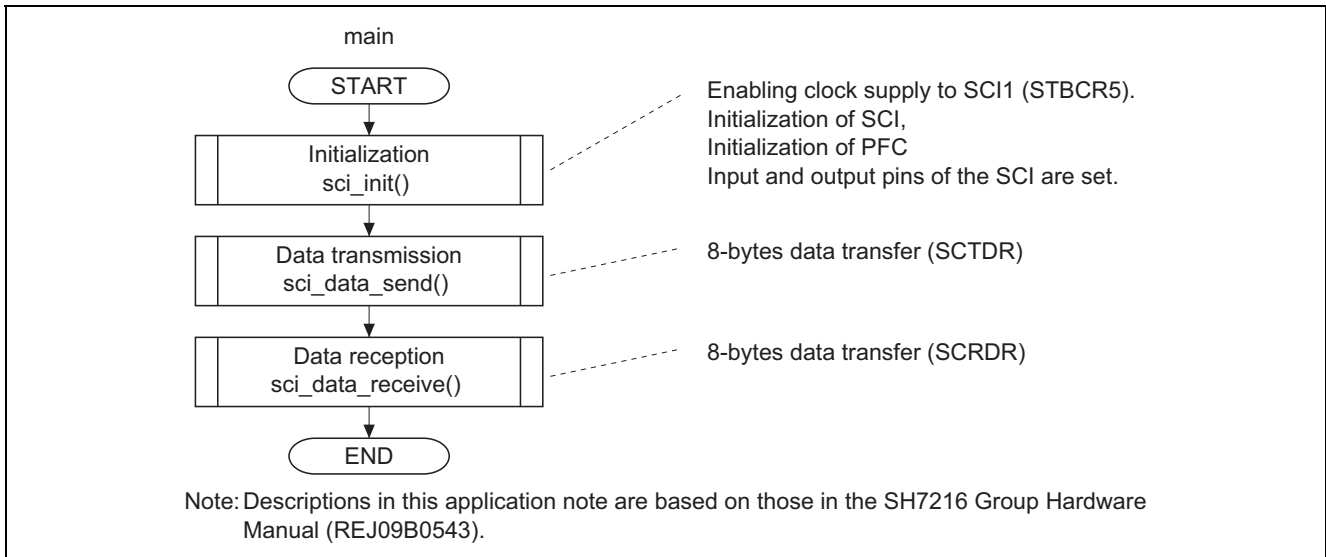 main
START
Initialization
sci_init()
Enabling clock supply to SCI1 (STBCR5).
Initialization of SCI,
Initialization of PFC
Input and output pins of the SCI are set.
Data transmission
sci_data_send()
8-bytes data transfer (SCTDR)
Data reception
sci_data_receive()
8-bytes data transfer (SCRDR)
END
Note: Descriptions in this application note are based on those in the SH7216 Group Hardware
Manual (REJ09B0543).